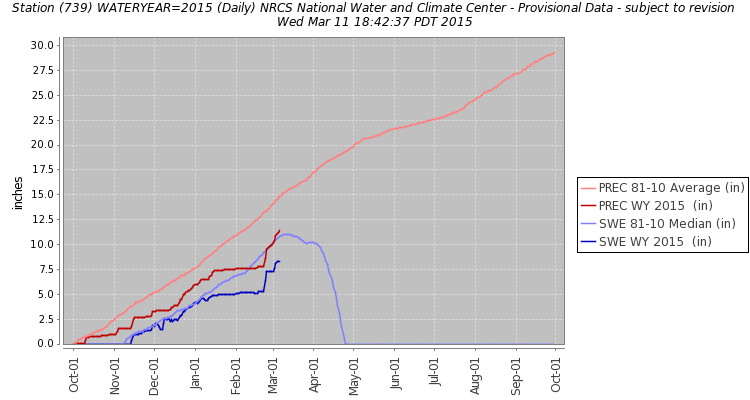 Station (739) WATERYEAR=2015 (Daily) NRCS National Water and Climate Center - Provisional Data - subject to revision
Wed Mar 11 18:42:37 PDT 2015
30.0
27.5
25.0
22.5
20.0
17.5
15.0
12.5
10.0
7.5
5.0
2.5
0.0
inches
Oct-01
Nov-01
Dec-01
Jan-01
Feb-01
Mar-01
Apr-01
May-01
Jun-01
Jul-01
Aug-01
Sep-01
Oct-01
PREC 81-10 Average (in)
PREC WY 2015 (in)
SWE 81-10 Median (in)
SWE WY 2015 (in)